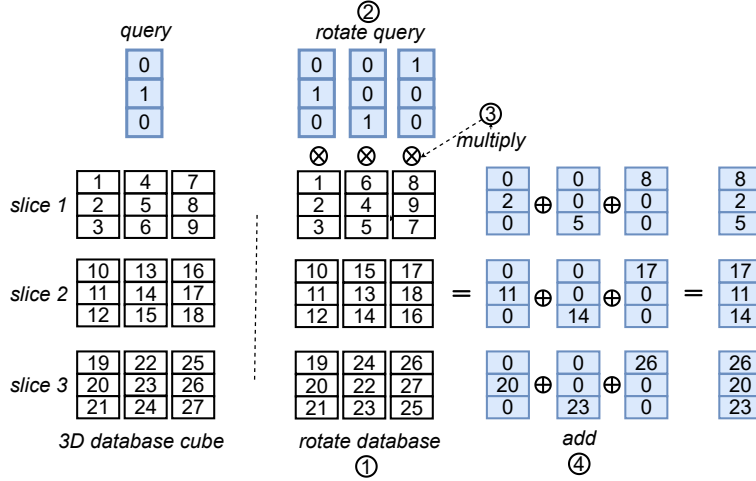 ②
query rotate query
0 0 0 1
1 1 0 0
0 0 1 0
③
⊗ ⊗ ⊗ multiply
1 4 7 1 6 8 0 0 8 8
slice 1 2 5 8 2 4 9 2 ⊕ 0 ⊕ 0 2
3 6 9 3 5 7 0 5 0 5
10 13 16 10 15 17 0 0 17 17
slice 2 11 14 17 11 13 18 = 11 ⊕ 0 ⊕ 0 = 11
12 15 18 12 14 16 0 14 0 14
19 22 25 19 24 26 0 0 26 26
slice 3 20 23 26 20 22 27 20 ⊕ 0 ⊕ 0 20
21 24 27 21 23 25 0 23 0 23
3D database cube rotate database add
① ④